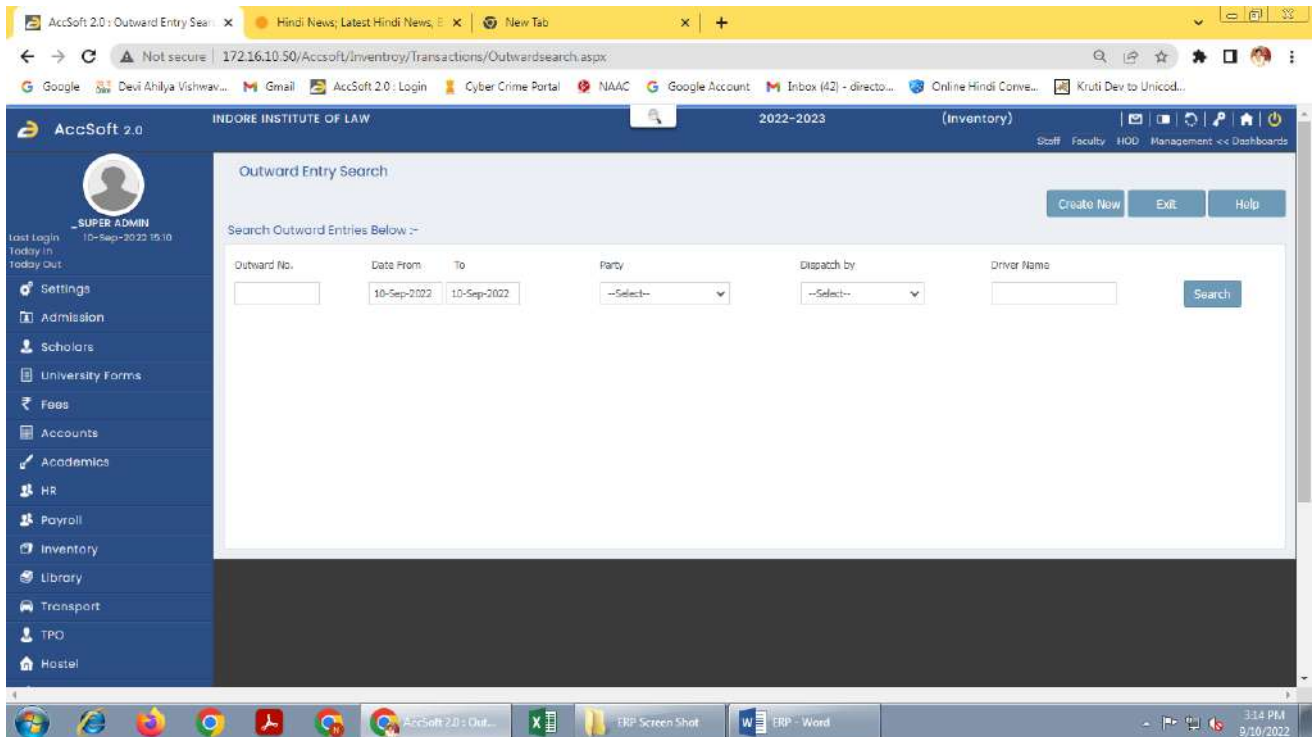 AccSoft 2.0 : Outward Entry Sear
Hindi News; Latest Hindi News, E
New Tab
Not secure
172.16.10.50/Accsoft/Inventroy/Transactions/Outwardsearch.aspx
Google
Devi Ahilya Vishwav...
Gmail
AccSoft 2.0 : Login
Cyber Crime Portal
NAAC
Google Account
Inbox (42) - directo...
Online Hindi Conve...
Kruti Dev to Unicod...
AccSoft 2.0
INDORE INSTITUTE OF LAW
2022-2023
(Inventory)
Staff Faculty HOD Management << Dashboards
_SUPER ADMIN
Last Login 10-Sep-2022 15:10
Today In
Today Out
Settings
Admission
Scholars
University Forms
₹ Fees
Accounts
Academics
HR
Payroll
Inventory
Library
Transport
TPO
Hostel
Outward Entry Search
Create New
Exit
Help
Search Outward Entries Below :-
Outward No.
Date From
To
Party
Dispatch by
Driver Name
10-Sep-2022
10-Sep-2022
--Select--
--Select--
Search
AccSoft 2.0 : Out...
ERP Screen Shot
ERP - Word
3:14 PM
9/10/2022